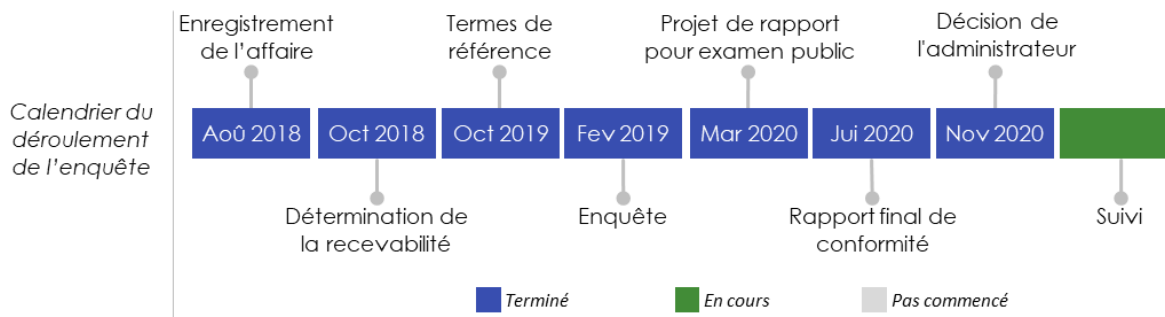 Enregistrement
de l'affaire
Termes de
référence
Projet de rapport
pour examen public
Décision de
l'administrateur
Calendrier du
déroulement
de l'enquête
Aoû 2018
Oct 2018
Oct 2019
Fev 2019
Mar 2020
Jui 2020
Nov 2020
Détermination de
la recevabilité
Enquête
Rapport final de
conformité
Suivi
Terminé
En cours
Pas commencé